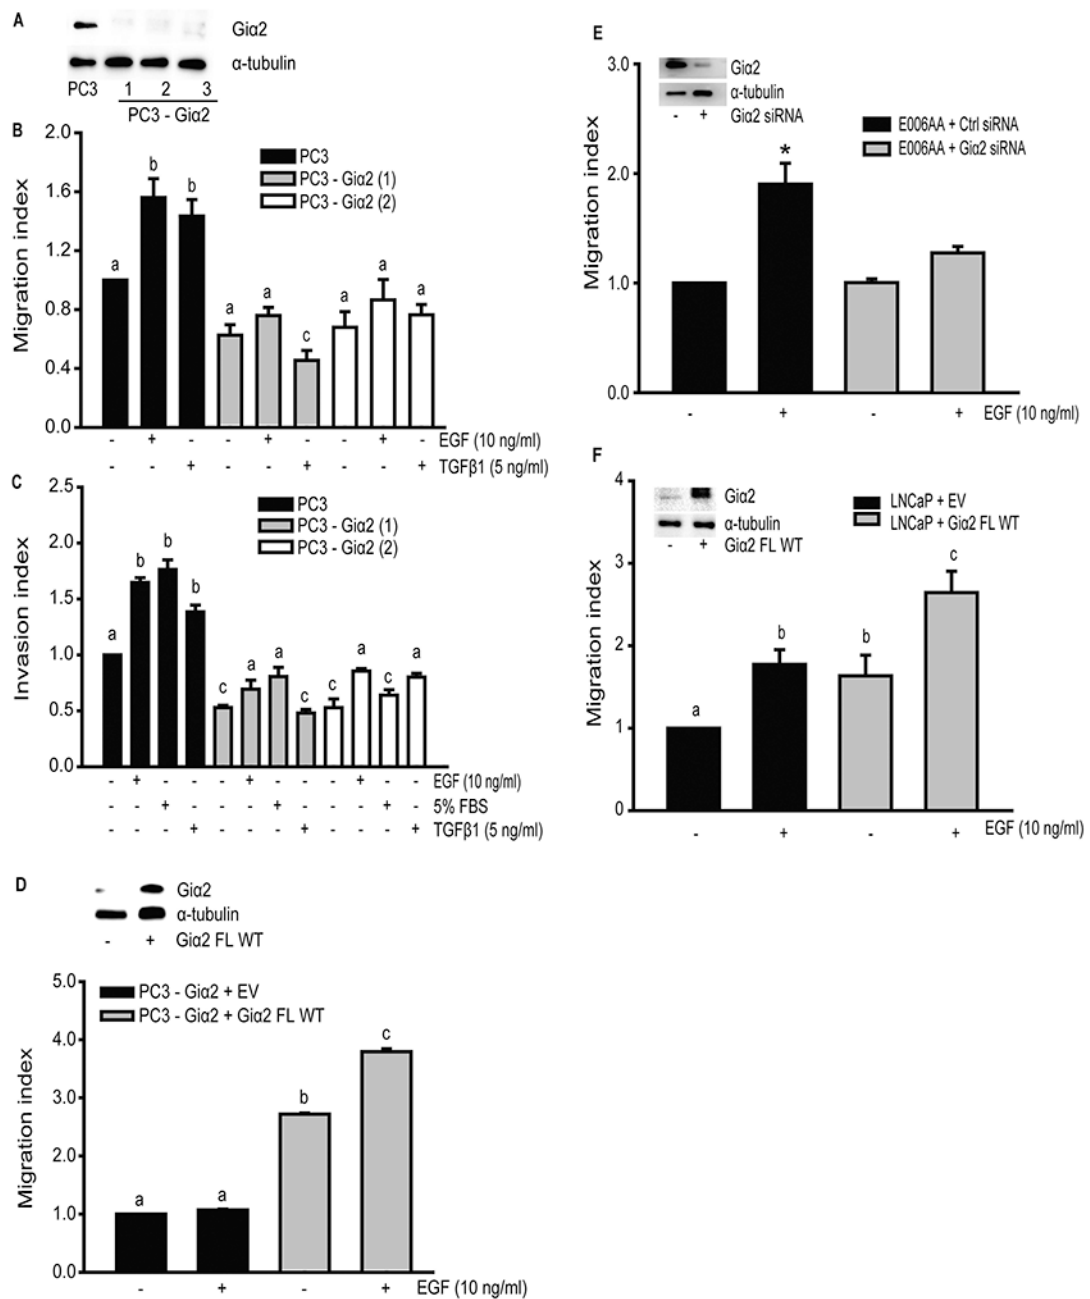 A
Giα2
α-tubulin
PC3 1 2 3
PC3 - Giα2
B
2.0
1.6
1.2
0.8
0.4
0.0
Migration index
PC3
PC3 - Giα2 (1)
PC3 - Giα2 (2)
a b b a a c a a a
- + - - + - - + - EGF (10 ng/ml)
- - + - - + - - + TGFβ1 (5 ng/ml)
C
2.5
2.0
1.5
1.0
0.5
0.0
Invasion index
PC3
PC3 - Giα2 (1)
PC3 - Giα2 (2)
a b b b c a a c c a c a
- + - - - + - - - + - - EGF (10 ng/ml)
- - + - - - + - - - + - 5% FBS
- - - + - - - + - - - + TGFβ1 (5 ng/ml)
D
Giα2
α-tubulin
- + Giα2 FL WT
5.0
4.0
3.0
2.0
1.0
0.0
Migration index
PC3 - Giα2 + EV
PC3 - Giα2 + Giα2 FL WT
a a b c
- + - + EGF (10 ng/ml)
E
3.0
2.0
1.0
0.0
Migration index
Giα2
α-tubulin
- + Giα2 siRNA
E006AA + Ctrl siRNA
E006AA + Giα2 siRNA
*
- + - + EGF (10 ng/ml)
F
4
3
2
1
0
Migration index
Giα2
α-tubulin
- + Giα2 FL WT
LNCaP + EV
LNCaP + Giα2 FL WT
a b b c
- + - + EGF (10 ng/ml)